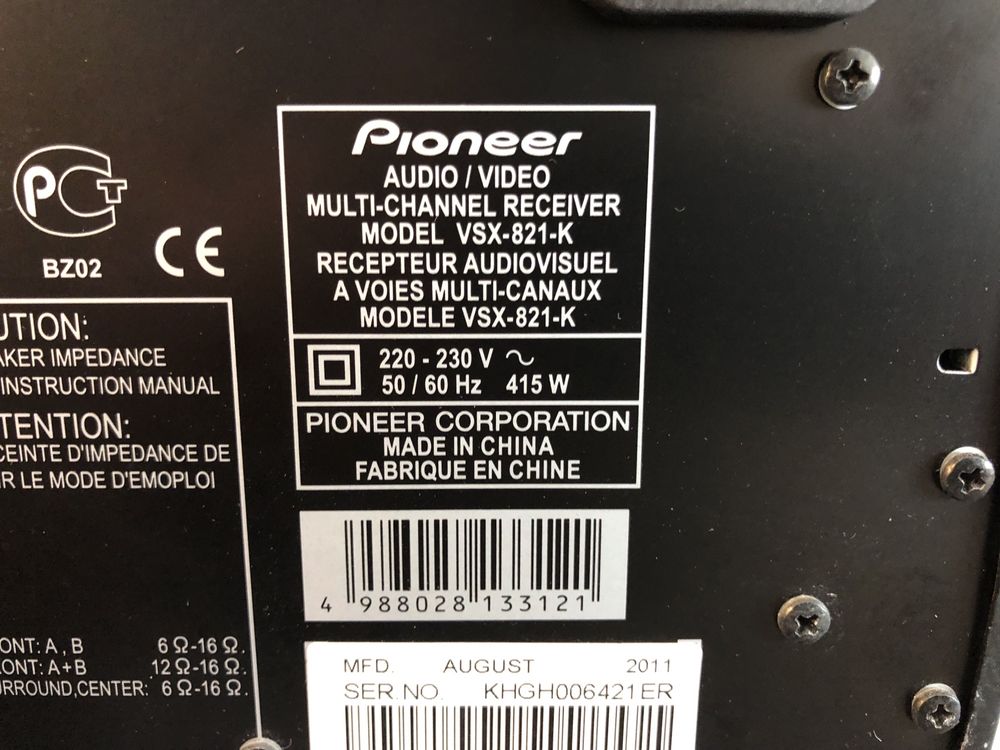 Pioneer
AUDIO / VIDEO
MULTI-CHANNEL RECEIVER
MODEL VSX-821-K
RECEPTEUR AUDIOVISUEL
A VOIES MULTI-CANAUX
MODELE VSX-821-K
220 - 230 V ~
50 / 60 Hz 415 W
PIONEER CORPORATION
MADE IN CHINA
FABRIQUE EN CHINE
PCT
BZ02
CE
UTION:
AKER IMPEDANCE
INSTRUCTION MANUAL
TENTION:
CEINTE D'IMPEDANCE DE
R LE MODE D'EMOPLOI
ONT: A , B 6 Ω-16 Ω.
ONT: A+B 12 Ω-16 Ω.
URROUND,CENTER: 6 Ω-16 Ω.
4 988028 133121
MFD. AUGUST 2011
SER.NO. KHGH006421ER